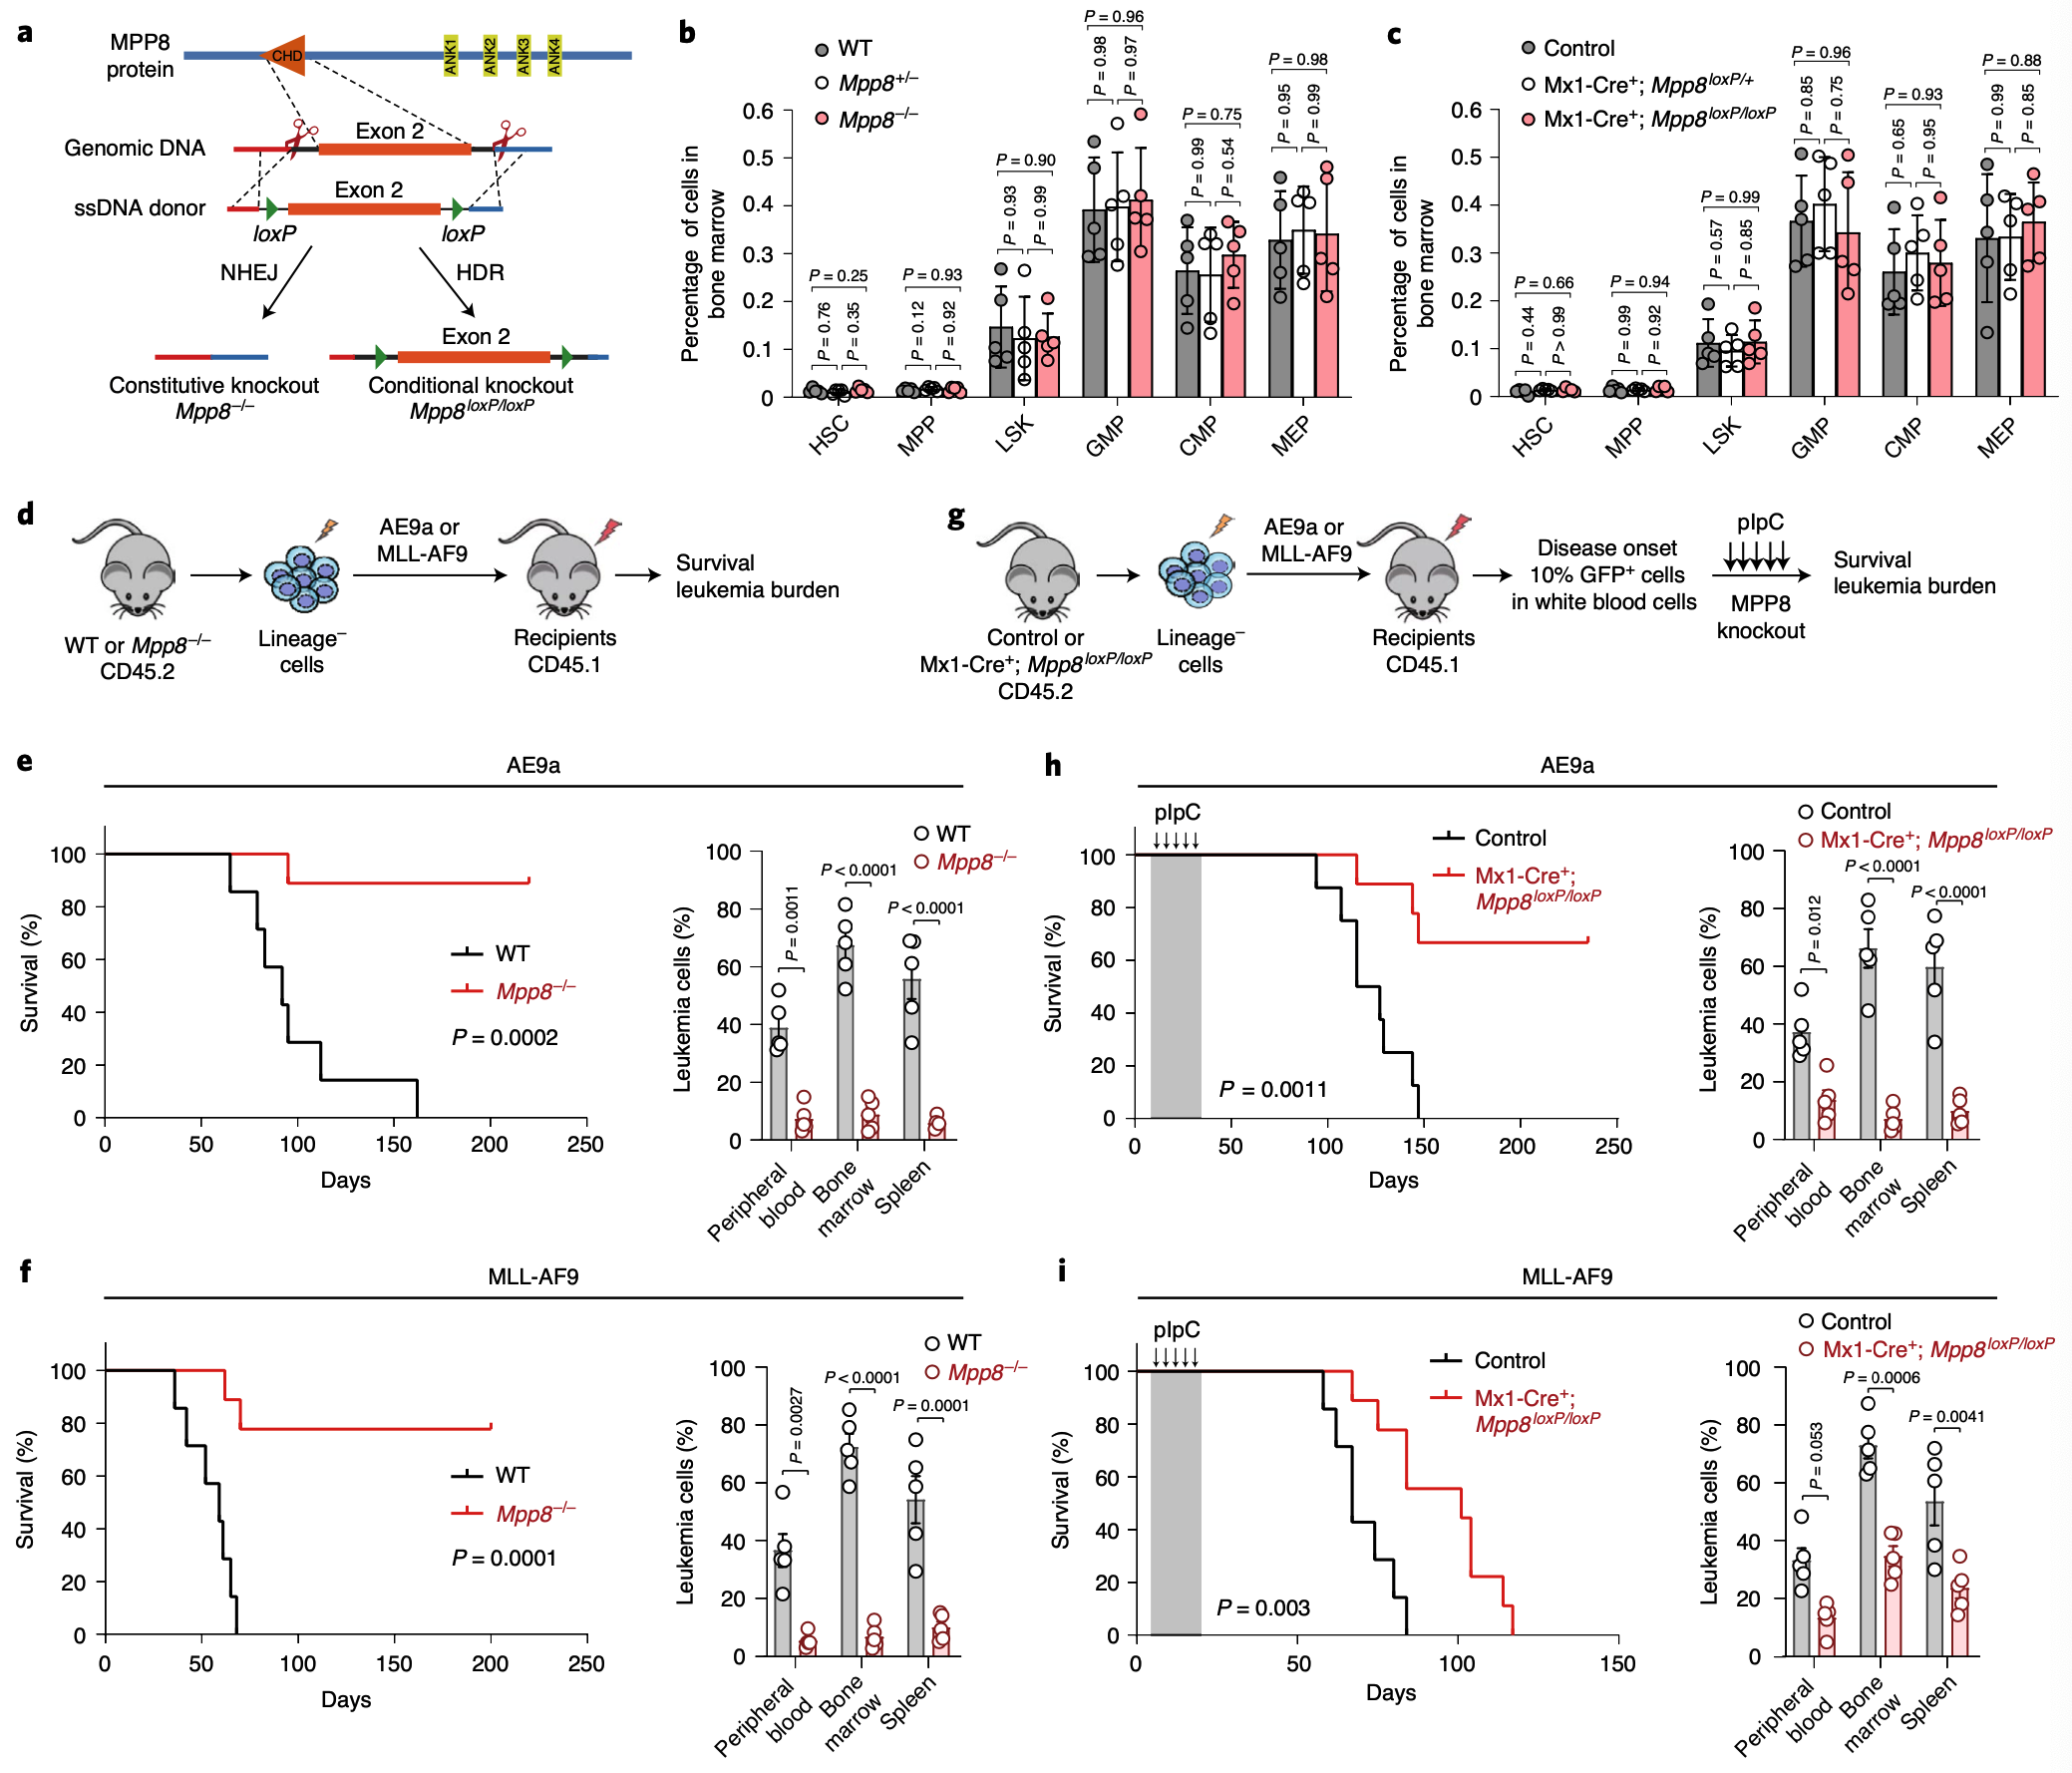 a
MPP8
protein
CHD
ANK1
ANK2
ANK3
ANK4
Genomic DNA
Exon 2
ssDNA donor
Exon 2
loxP
loxP
NHEJ
HDR
Exon 2
Constitutive knockout
Mpp8–/–
Conditional knockout
Mpp8loxP/loxP
b
WT
Mpp8+/–
Mpp8–/–
Percentage of cells in
bone marrow
0.6
0.5
0.4
0.3
0.2
0.1
0
P = 0.25
P = 0.76
P = 0.35
P = 0.93
P = 0.12
P = 0.92
P = 0.90
P = 0.93
P = 0.99
P = 0.96
P = 0.98
P = 0.97
P = 0.75
P = 0.99
P = 0.54
P = 0.98
P = 0.95
P = 0.99
HSC
MPP
LSK
GMP
CMP
MEP
c
Control
Mx1-Cre+; Mpp8loxP/+
Mx1-Cre+; Mpp8loxP/loxP
Percentage of cells in
bone marrow
0.6
0.5
0.4
0.3
0.2
0.1
0
P = 0.66
P = 0.44
P > 0.99
P = 0.94
P = 0.99
P = 0.92
P = 0.99
P = 0.57
P = 0.85
P = 0.96
P = 0.85
P = 0.75
P = 0.93
P = 0.65
P = 0.95
P = 0.88
P = 0.99
P = 0.85
HSC
MPP
LSK
GMP
CMP
MEP
d
WT or Mpp8–/–
CD45.2
Lineage–
cells
AE9a or
MLL-AF9
Recipients
CD45.1
Survival
leukemia burden
g
Control or
Mx1-Cre+; Mpp8loxP/loxP
CD45.2
Lineage–
cells
AE9a or
MLL-AF9
Recipients
CD45.1
Disease onset
10% GFP+ cells
in white blood cells
pIpC
MPP8
knockout
Survival
leukemia burden
e
AE9a
Survival (%)
100
80
60
40
20
0
0
50
100
150
200
250
Days
WT
Mpp8–/–
P = 0.0002
WT
Mpp8–/–
Leukemia cells (%)
100
80
60
40
20
0
P = 0.0011
P < 0.0001
P < 0.0001
Peripheral
blood
Bone
marrow
Spleen
h
AE9a
pIpC
Survival (%)
100
80
60
40
20
0
0
50
100
150
200
250
Days
Control
Mx1-Cre+;
Mpp8loxP/loxP
P = 0.0011
Control
Mx1-Cre+; Mpp8loxP/loxP
Leukemia cells (%)
100
80
60
40
20
0
P = 0.012
P < 0.0001
P < 0.0001
Peripheral
blood
Bone
marrow
Spleen
f
MLL-AF9
Survival (%)
100
80
60
40
20
0
0
50
100
150
200
250
Days
WT
Mpp8–/–
P = 0.0001
WT
Mpp8–/–
Leukemia cells (%)
100
80
60
40
20
0
P = 0.0027
P < 0.0001
P = 0.0001
Peripheral
blood
Bone
marrow
Spleen
i
MLL-AF9
pIpC
Survival (%)
100
80
60
40
20
0
0
50
100
150
Days
Control
Mx1-Cre+;
Mpp8loxP/loxP
P = 0.003
Control
Mx1-Cre+; Mpp8loxP/loxP
Leukemia cells (%)
100
80
60
40
20
0
P = 0.053
P = 0.0006
P = 0.0041
Peripheral
blood
Bone
marrow
Spleen